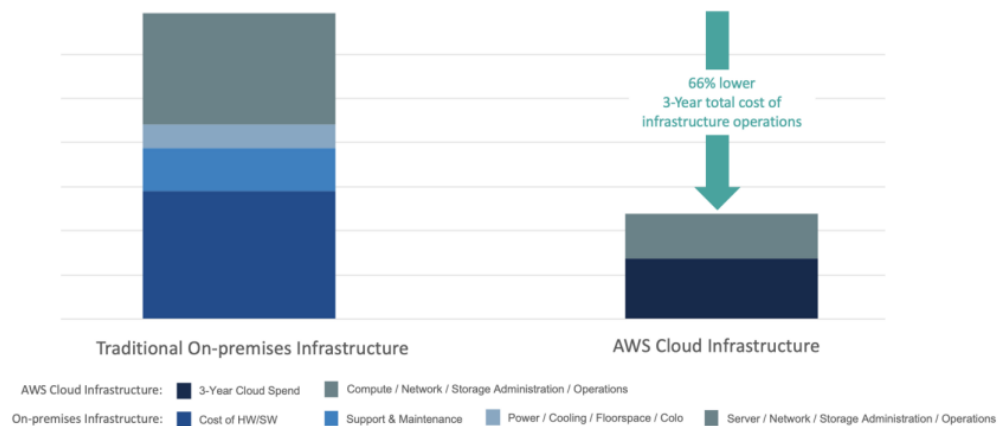 66% lower
3-Year total cost of
infrastructure operations
Traditional On-premises Infrastructure
AWS Cloud Infrastructure
AWS Cloud Infrastructure: 3-Year Cloud Spend Compute / Network / Storage Administration / Operations
On-premises Infrastructure: Cost of HW/SW Support & Maintenance Power / Cooling / Floorspace / Colo Server / Network / Storage Administration / Operations